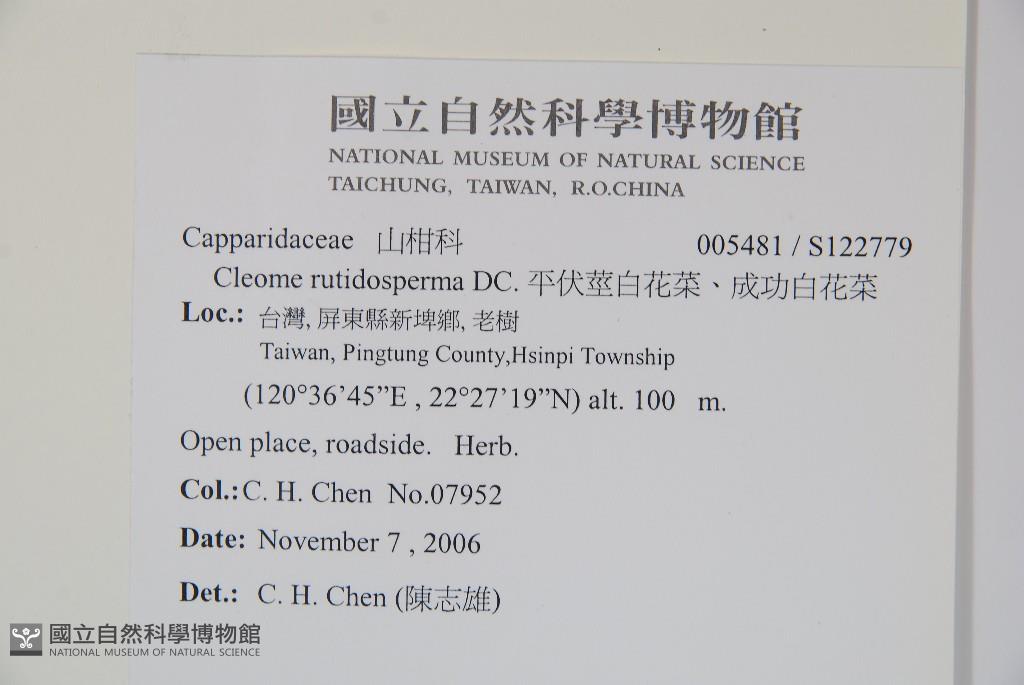 國立自然科學博物館
NATIONAL MUSEUM OF NATURAL SCIENCE
TAICHUNG, TAIWAN, R.O.CHINA
Capparidaceae 山柑科 005481 / S122779
Cleome rutidosperma DC. 平伏莖白花菜、成功白花菜
Loc.: 台灣, 屏東縣新埤鄉, 老樹
Taiwan, Pingtung County,Hsinpi Township
(120°36’45”E , 22°27’19”N) alt. 100 m.
Open place, roadside. Herb.
Col.: C. H. Chen No.07952
Date: November 7 , 2006
Det.: C. H. Chen (陳志雄)
國立自然科學博物館
NATIONAL MUSEUM OF NATURAL SCIENCE